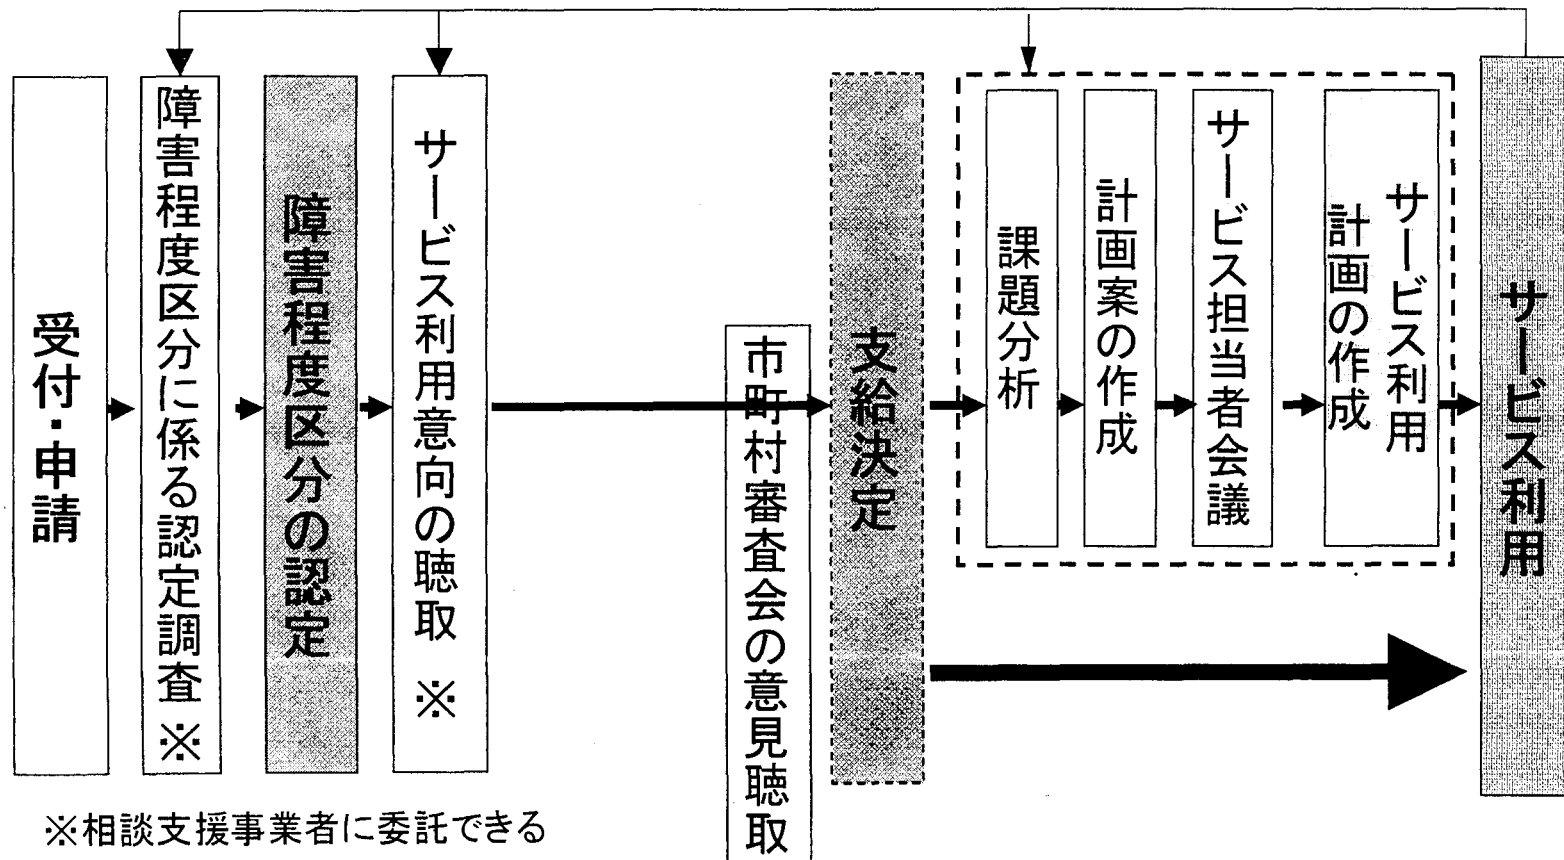 受付・申請
障害程度区分に係る認定調査 ※
障害程度区分の認定
サービス利用意向の聴取 ※
市町村審査会の意見聴取
支給決定
課題分析
計画案の作成
サービス担当者会議
サービス利用
計画の作成
サービス利用
※相談支援事業者に委託できる